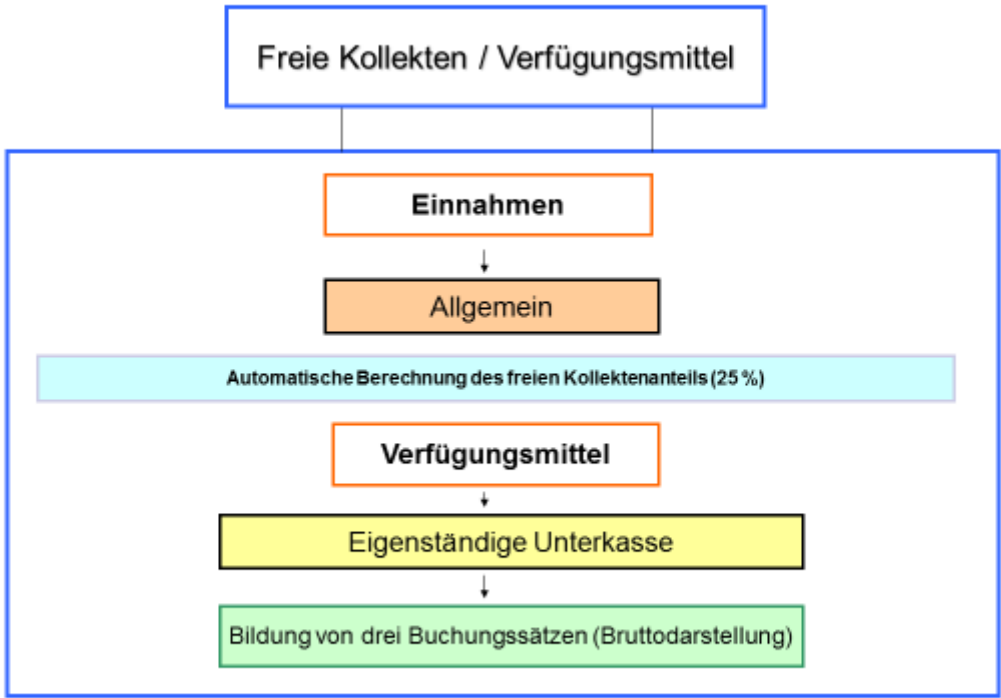 Freie Kollekten / Verfügungsmittel
Einnahmen
Allgemein
Automatische Berechnung des freien Kollektenanteils (25 %)
Verfügungsmittel
Eigenständige Unterkasse
Bildung von drei Buchungssätzen (Bruttodarstellung)